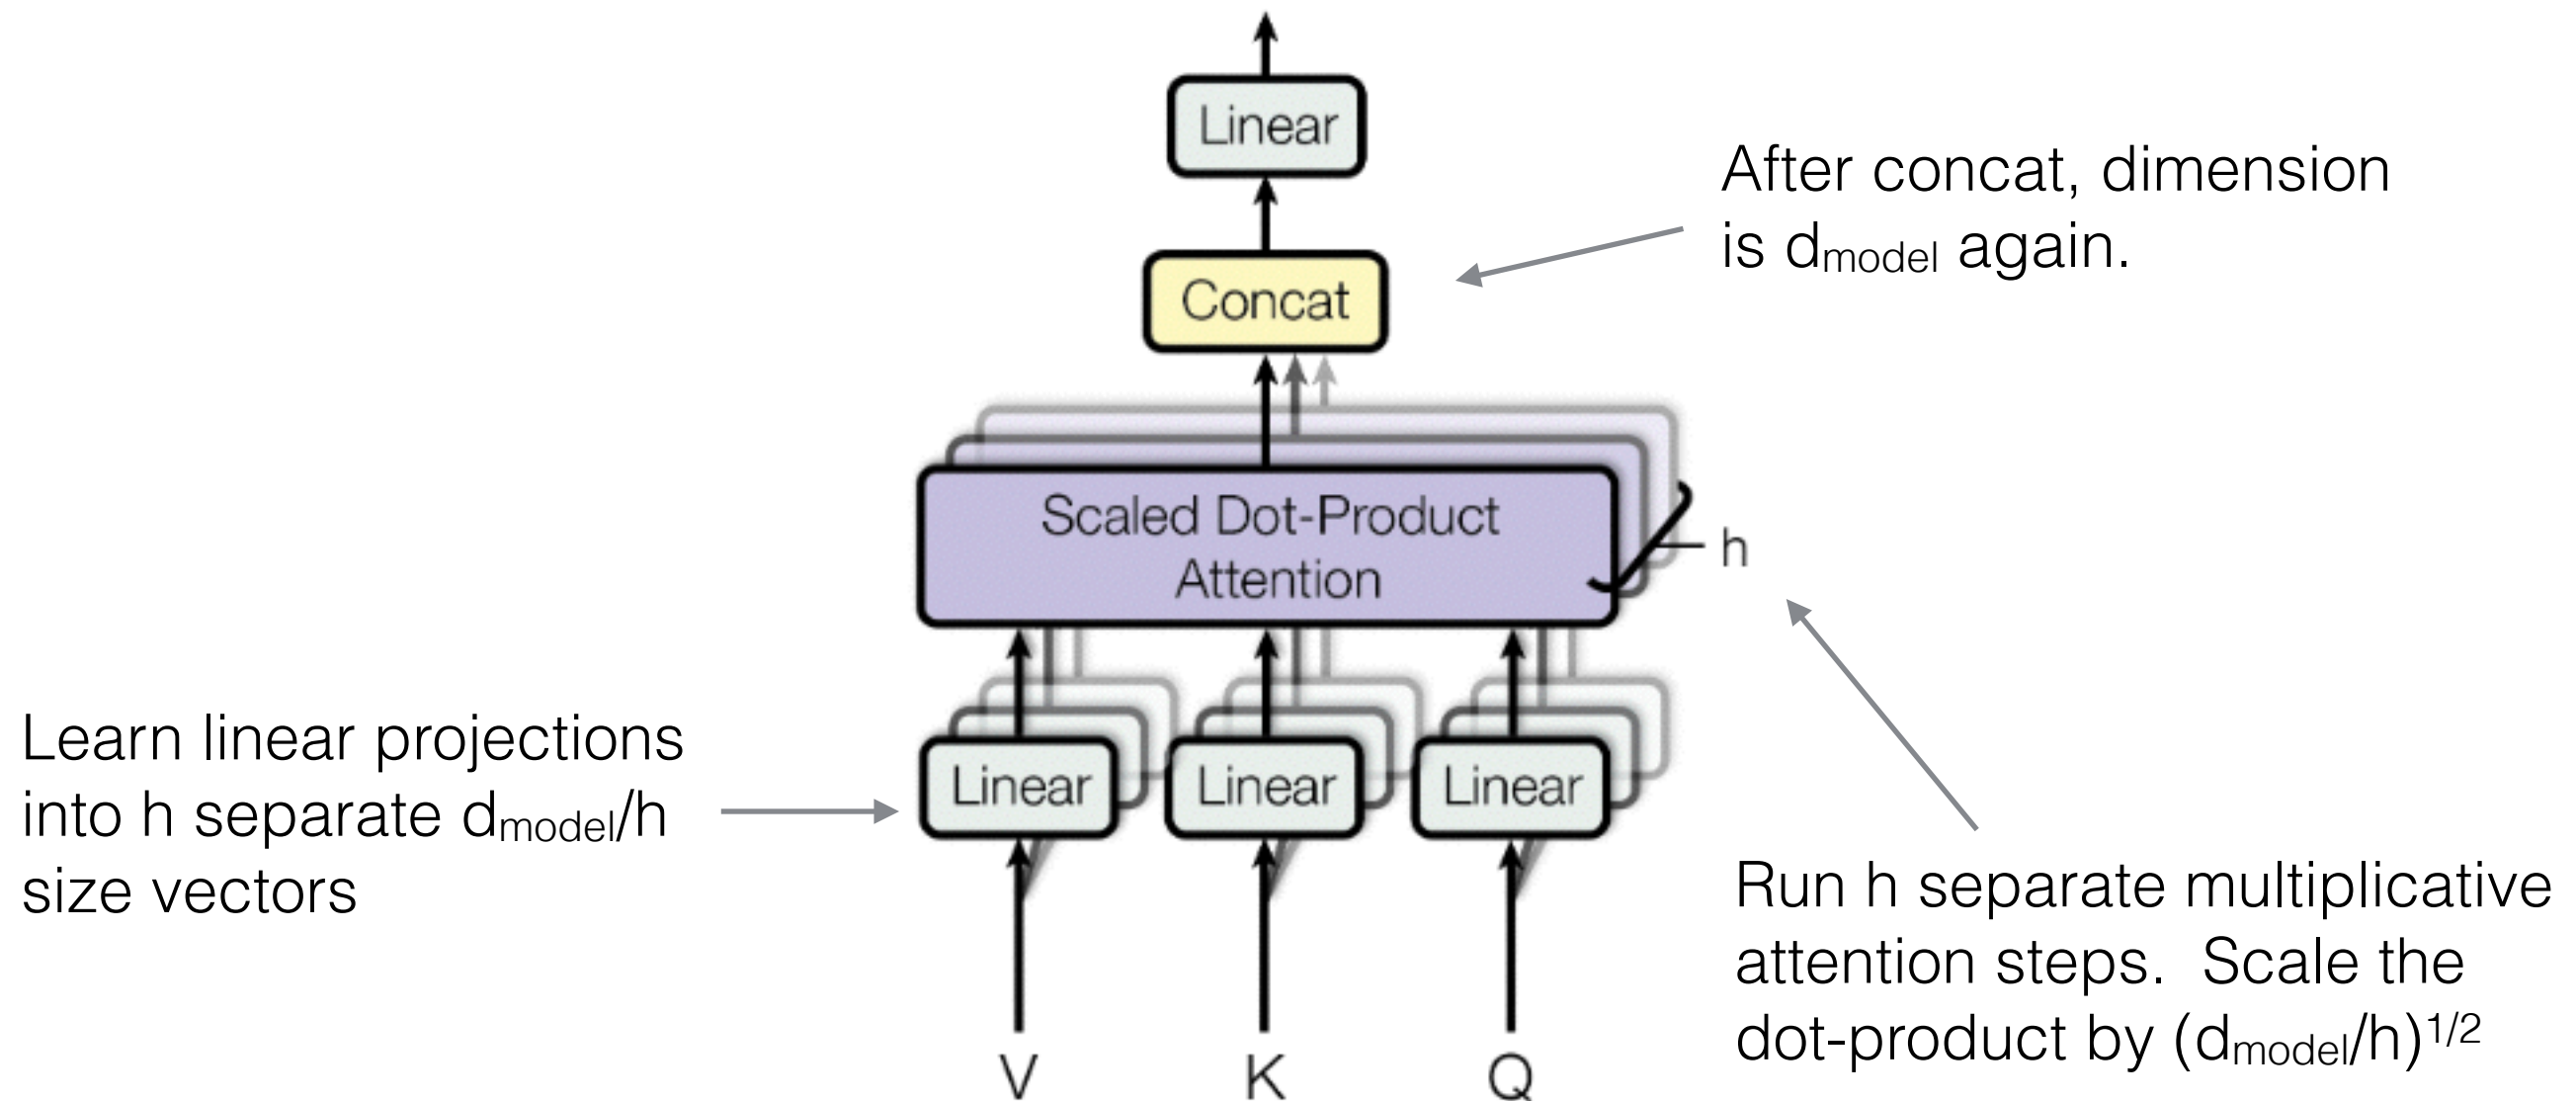 Linear
After concat, dimension
is dmodel again.
Concat
Scaled Dot-Product
Attention
h
Learn linear projections
into h separate dmodel/h
size vectors
Linear
Linear
Linear
Run h separate multiplicative
attention steps. Scale the
dot-product by (dmodel/h)1/2
V
K
Q